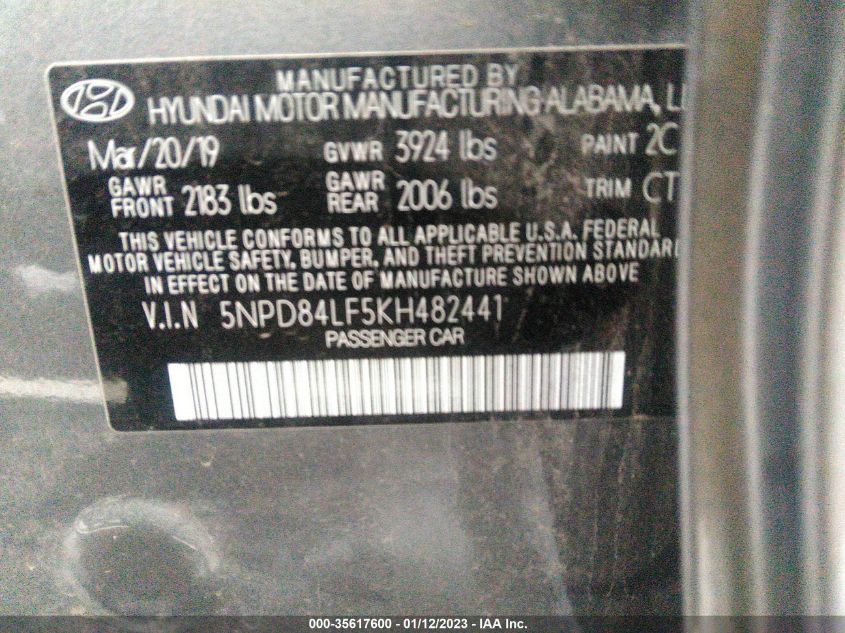 MANUFACTURED BY
HYUNDAI MOTOR MANUFACTURING ALABAMA, L
Mar/20/19 GVWR 3924 lbs PAINT 2C
GAWR FRONT 2183 lbs GAWR REAR 2006 lbs TRIM CT
THIS VEHICLE CONFORMS TO ALL APPLICABLE U.S.A. FEDERAL
MOTOR VEHICLE SAFETY, BUMPER, AND THEFT PREVENTION STANDAR
IN EFFECT ON THE DATE OF MANUFACTURE SHOWN ABOVE
V.I.N 5NPD84LF5KH482441
PASSENGER CAR
000-35617600 - 01/12/2023 - IAA Inc.